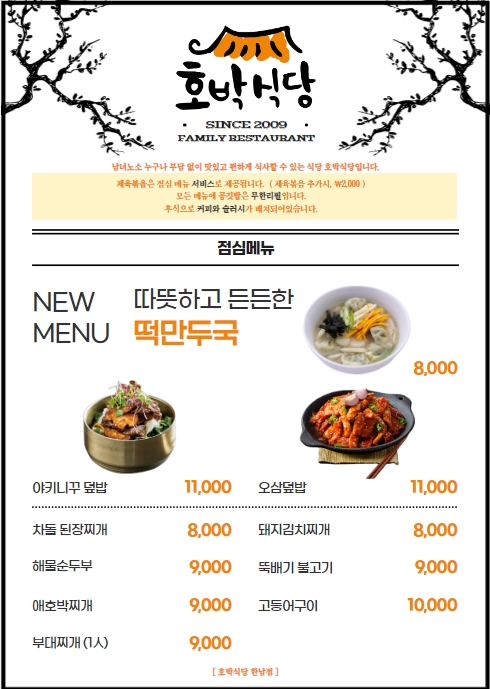 호박식당
· SINCE 2009 ·
FAMILY RESTAURANT
남녀노소 누구나 부담 없이 맛있고 편하게 식사할 수 있는 식당 호박식당입니다.
제육볶음은 점심 메뉴 서비스로 제공됩니다. ( 제육볶음 추가시, ₩2,000 )
모든 메뉴에 공깃밥은 무한리필입니다.
후식으로 커피와 슬러시가 배치되어있습니다.
점심메뉴
NEW MENU
따뜻하고 든든한
떡만두국
8,000
야키니꾸 덮밥 11,000
오삼덮밥 11,000
차돌 된장찌개 8,000
돼지김치찌개 8,000
해물순두부 9,000
뚝배기 불고기 9,000
애호박찌개 9,000
고등어구이 10,000
부대찌개 (1人) 9,000
[ 호박식당 한남점 ]